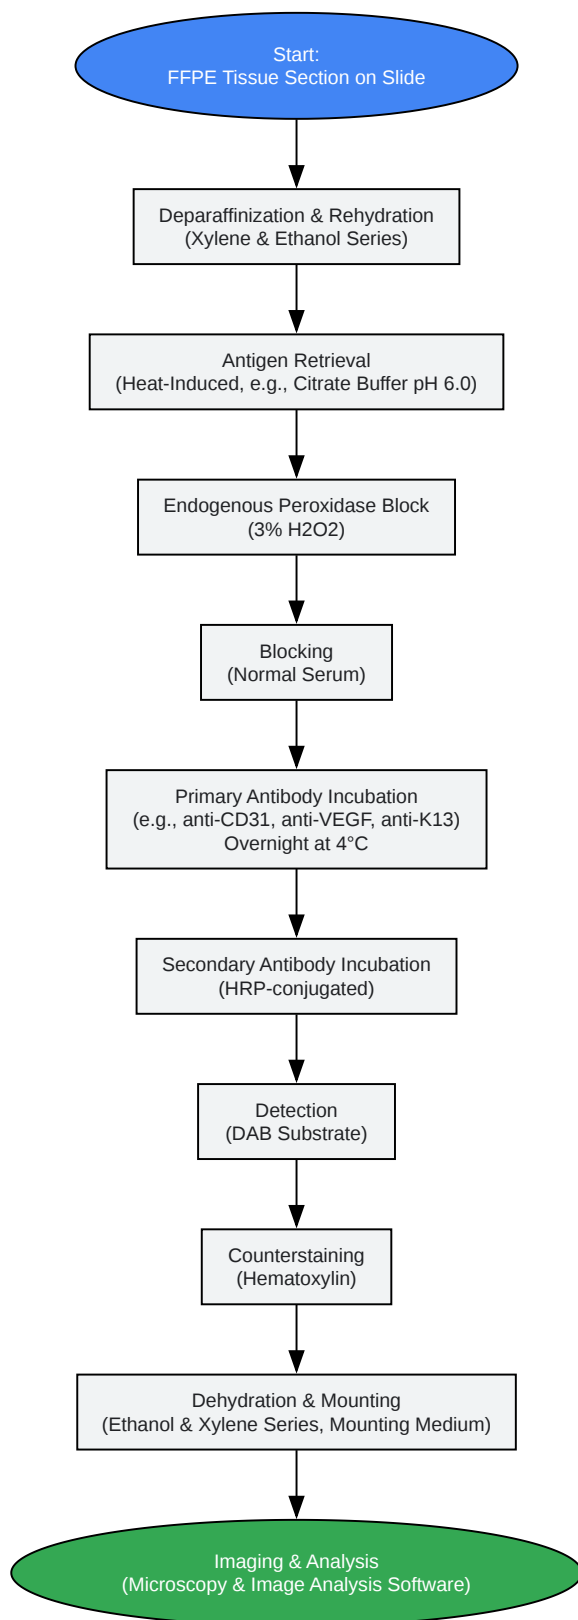 Start:
FFPE Tissue Section on Slide
Deparaffinization & Rehydration
(Xylene & Ethanol Series)
Antigen Retrieval
(Heat-Induced, e.g., Citrate Buffer pH 6.0)
Endogenous Peroxidase Block
(3% H2O2)
Blocking
(Normal Serum)
Primary Antibody Incubation
(e.g., anti-CD31, anti-VEGF, anti-K13)
Overnight at 4°C
Secondary Antibody Incubation
(HRP-conjugated)
Detection
(DAB Substrate)
Counterstaining
(Hematoxylin)
Dehydration & Mounting
(Ethanol & Xylene Series, Mounting Medium)
Imaging & Analysis
(Microscopy & Image Analysis Software)